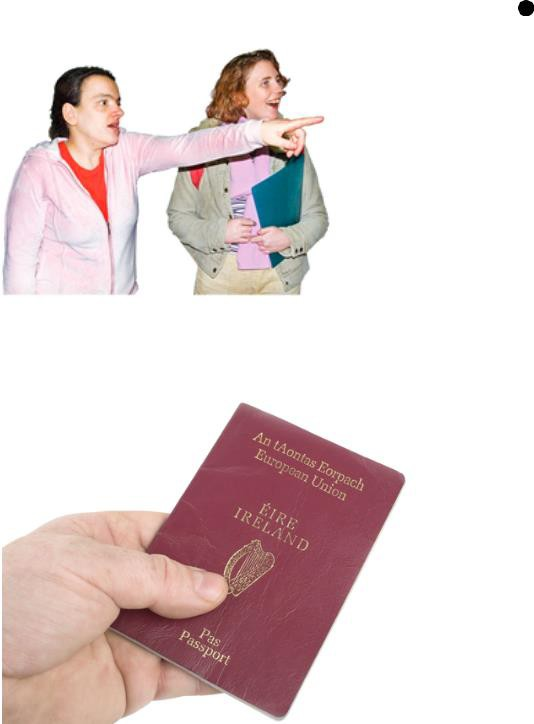 An tAontas Eorpach
European Union
ÉIRE
IRELAND
Pas
Passport